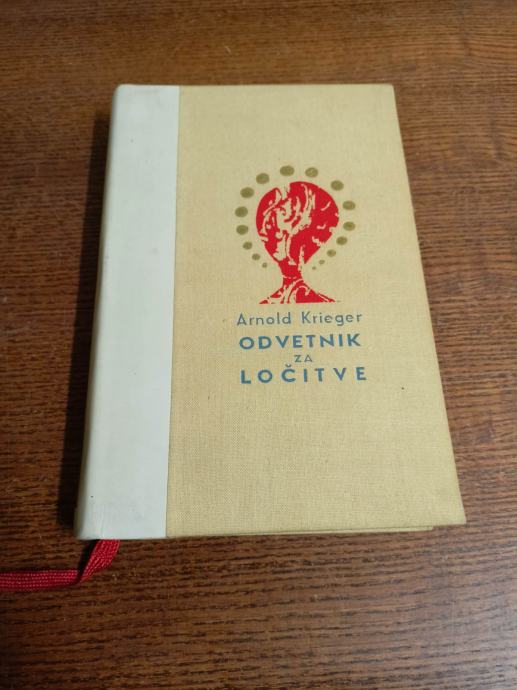 Arnold Krieger
ODVETNIK
ZA
LOČITVE